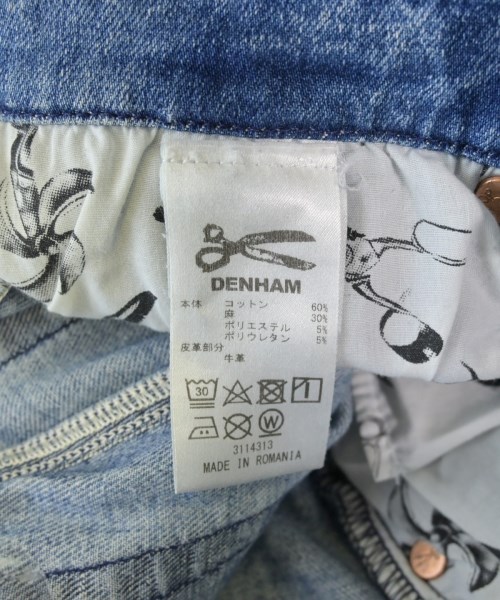 DENHAM
本体 コットン 60%
麻 30%
ポリエステル 5%
ポリウレタン 5%
皮革部分
牛革
30
W
3114313
MADE IN ROMANIA